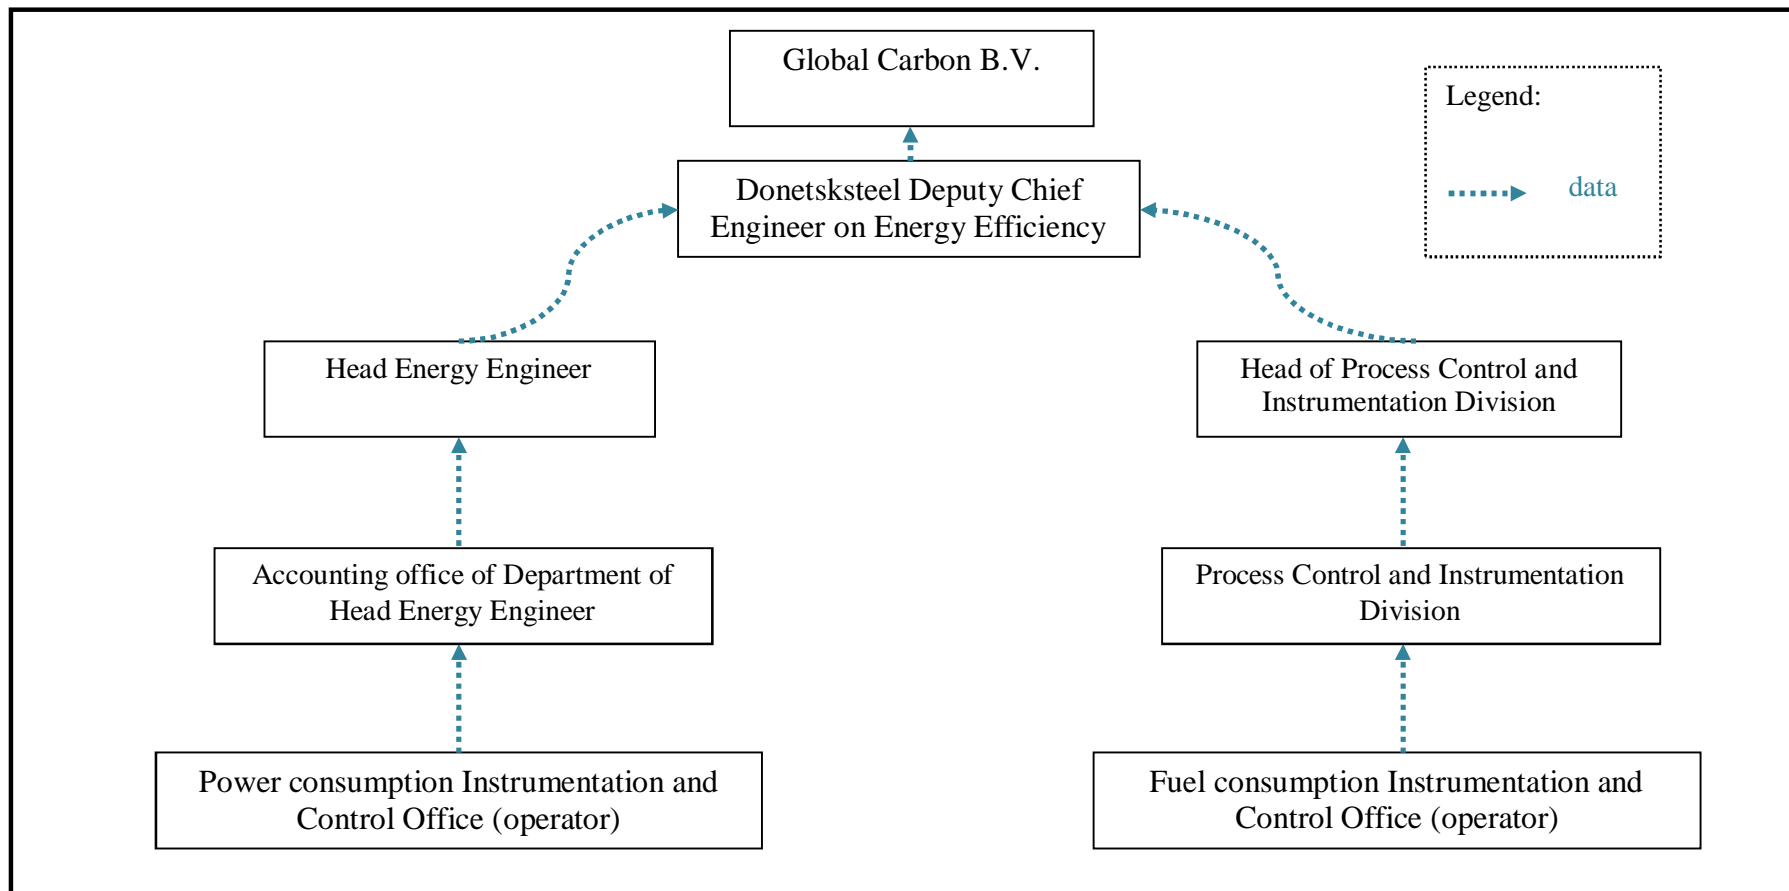 Global Carbon B.V.
Legend:
data
Donetsksteel Deputy Chief
Engineer on Energy Efficiency
Head Energy Engineer
Head of Process Control and
Instrumentation Division
Accounting office of Department of
Head Energy Engineer
Process Control and Instrumentation
Division
Power consumption Instrumentation and
Control Office (operator)
Fuel consumption Instrumentation and
Control Office (operator)